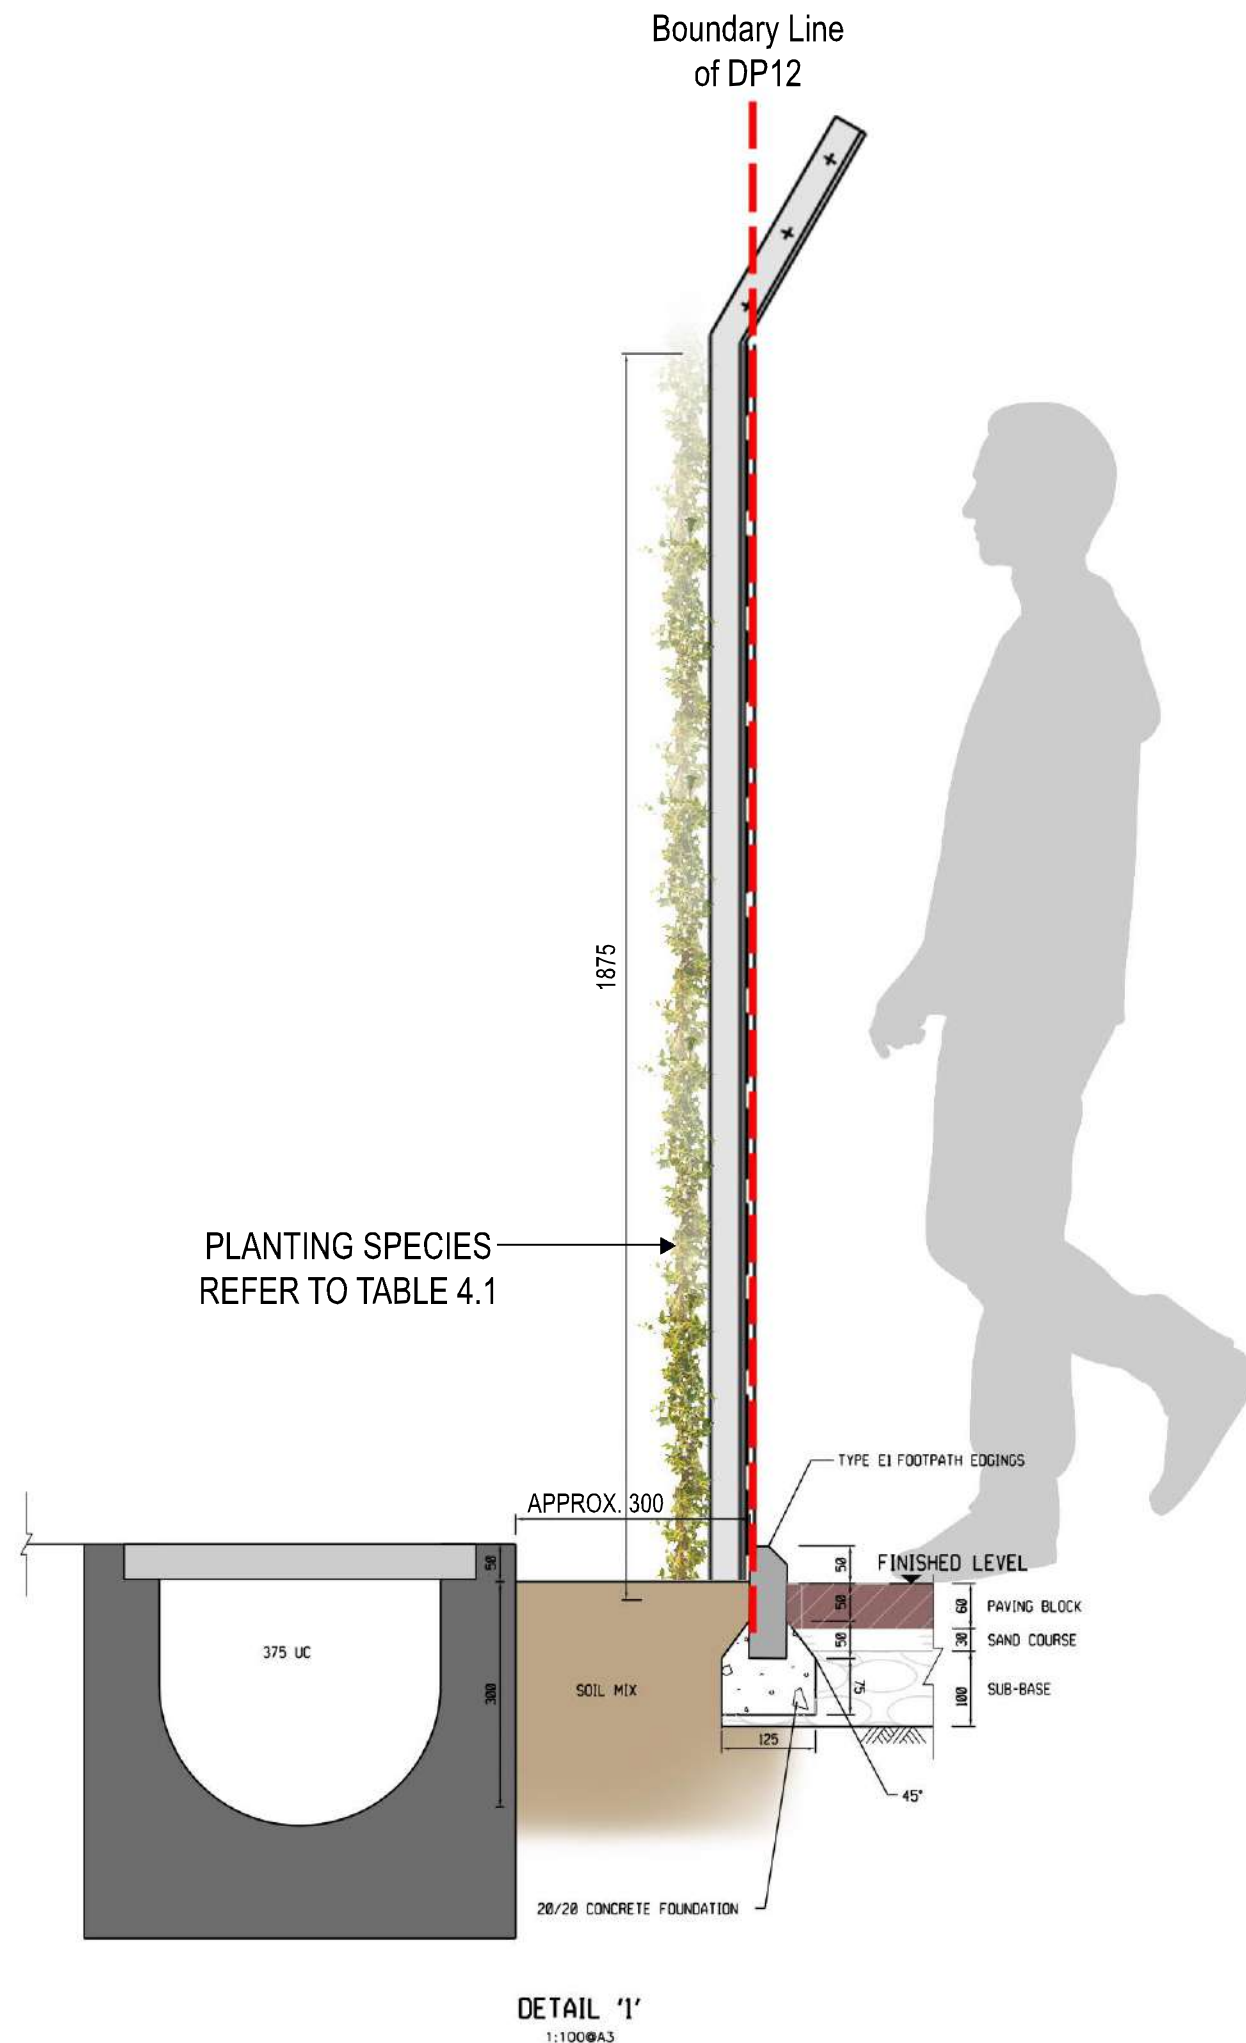 Boundary Line
of DP12
1875
PLANTING SPECIES
REFER TO TABLE 4.1
TYPE E1 FOOTPATH EDGINGS
APPROX. 300
50
50
FINISHED LEVEL
50
60
PAVING BLOCK
50
30
SAND COURSE
375 UC
300
SOIL MIX
75
100
SUB-BASE
125
45°
20/20 CONCRETE FOUNDATION
DETAIL '1'
1:100@A3